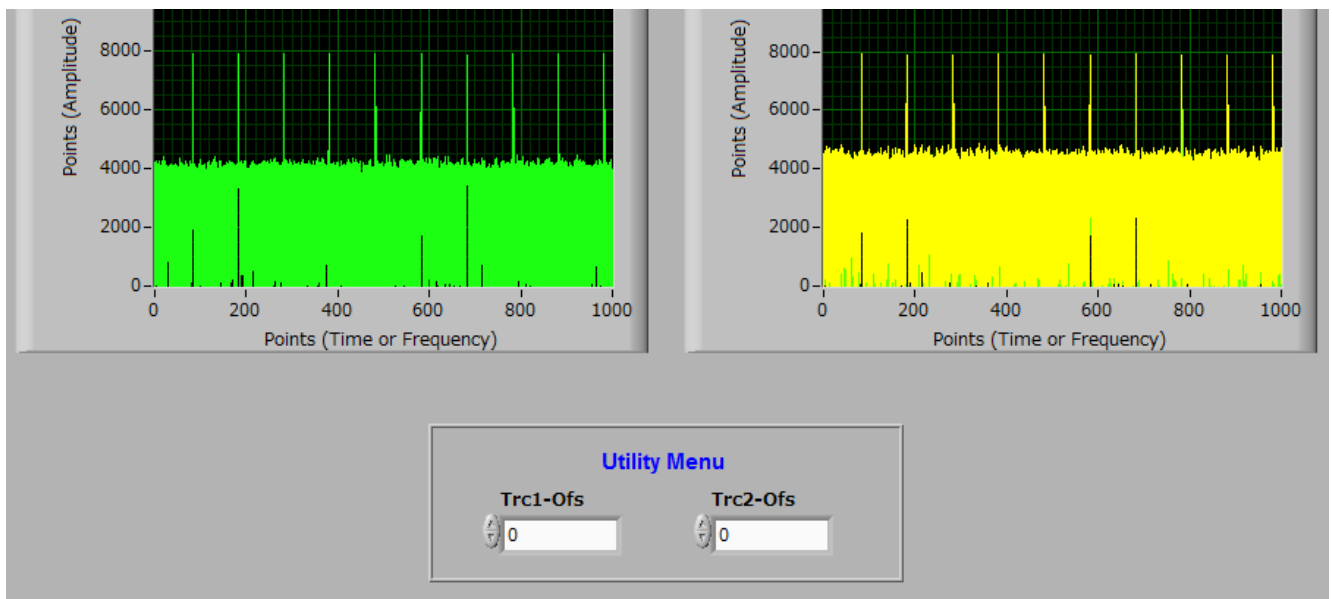 Points (Amplitude)
8000
6000
4000
2000
0
0 200 400 600 800 1000
Points (Time or Frequency)
Points (Amplitude)
8000
6000
4000
2000
0
0 200 400 600 800 1000
Points (Time or Frequency)
Utility Menu
Trc1-Ofs Trc2-Ofs
0 0